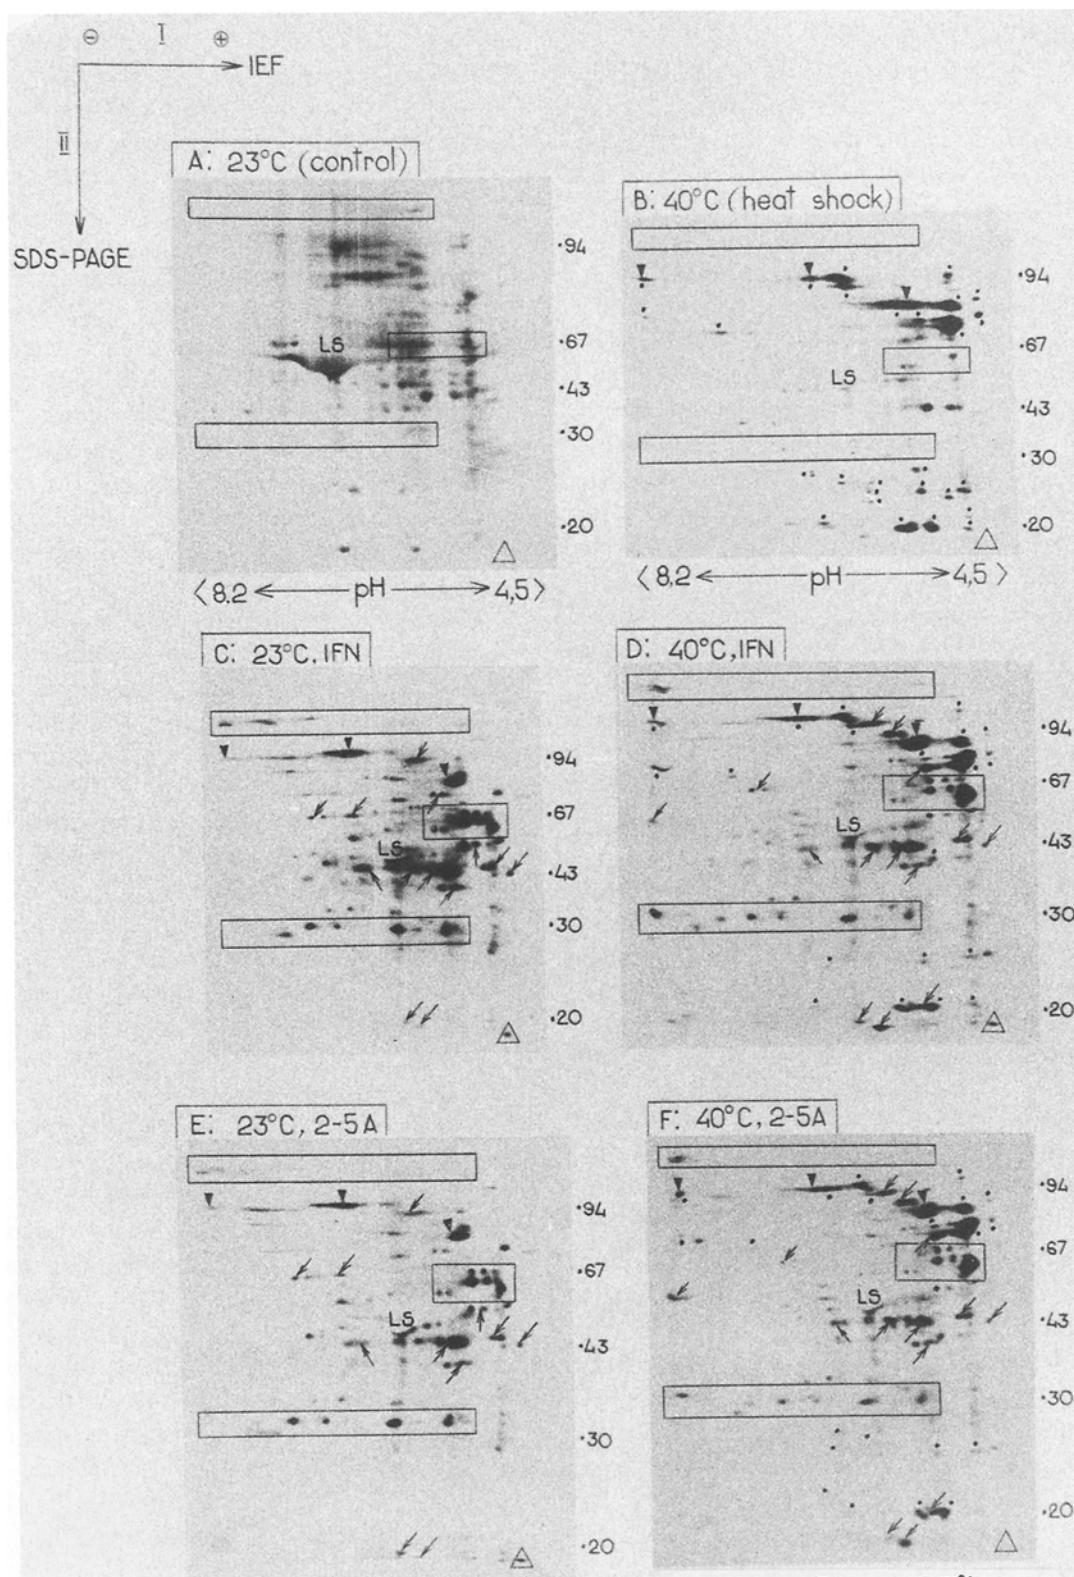 ⊖ I ⊕
IEF
II
SDS-PAGE
A: 23°C (control)
LS
·94
·67
·43
·30
·20
△
<8.2 ← pH → 4,5>
B: 40°C (heat shock)
LS
·94
·67
·43
·30
·20
△
<8.2 ← pH → 4,5>
C: 23°C, IFN
LS
·94
·67
·43
·30
·20
△
D: 40°C, IFN
LS
·94
·67
·43
·30
·20
△
E: 23°C, 2-5A
LS
·94
·67
·43
·30
·20
△
F: 40°C, 2-5A
LS
·94
·67
·43
·30
·20
△